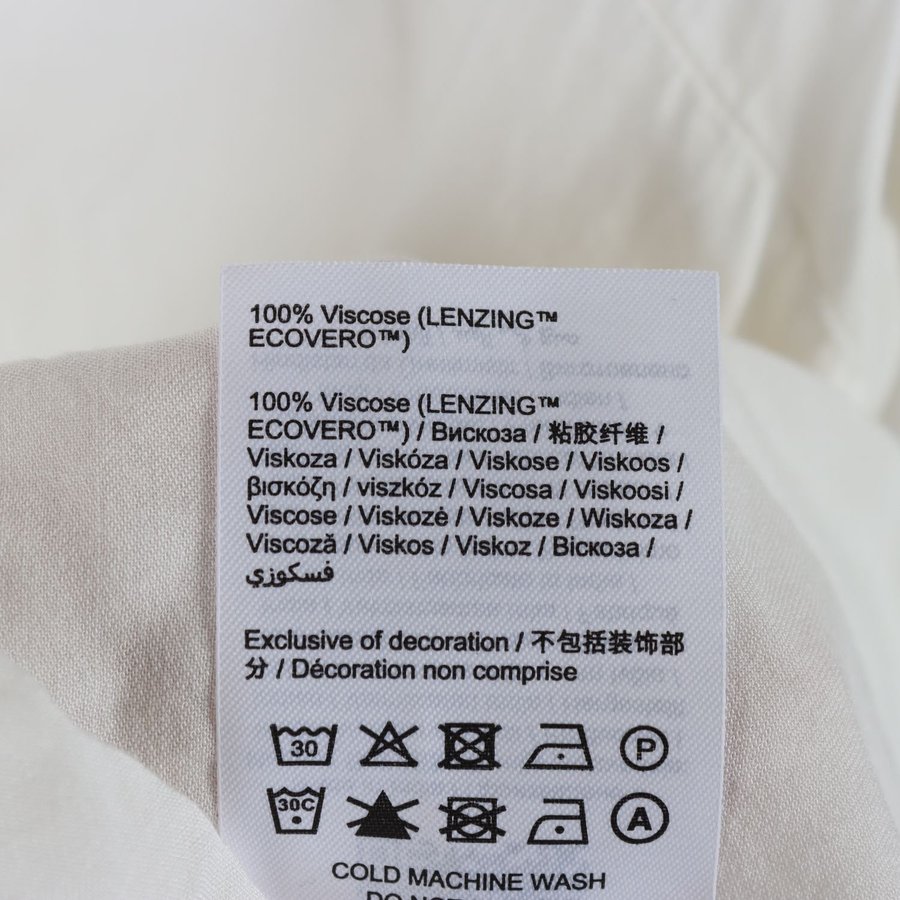 100% Viscose (LENZING™
ECOVERO™)
100% Viscose (LENZING™
ECOVERO™) / Вискоза / 粘胶纤维 /
Viskoza / Viskóza / Viskose / Viskoos /
βισκόζη / viszkóz / Viscosa / Viskoosi /
Viscose / Viskozė / Viskoze / Wiskoza /
Viscoză / Viskos / Viskoz / Віскоза /
فسكوزي
Exclusive of decoration / 不包括装饰部
分 / Décoration non comprise
30
P
30C
A
COLD MACHINE WASH
DO NOT